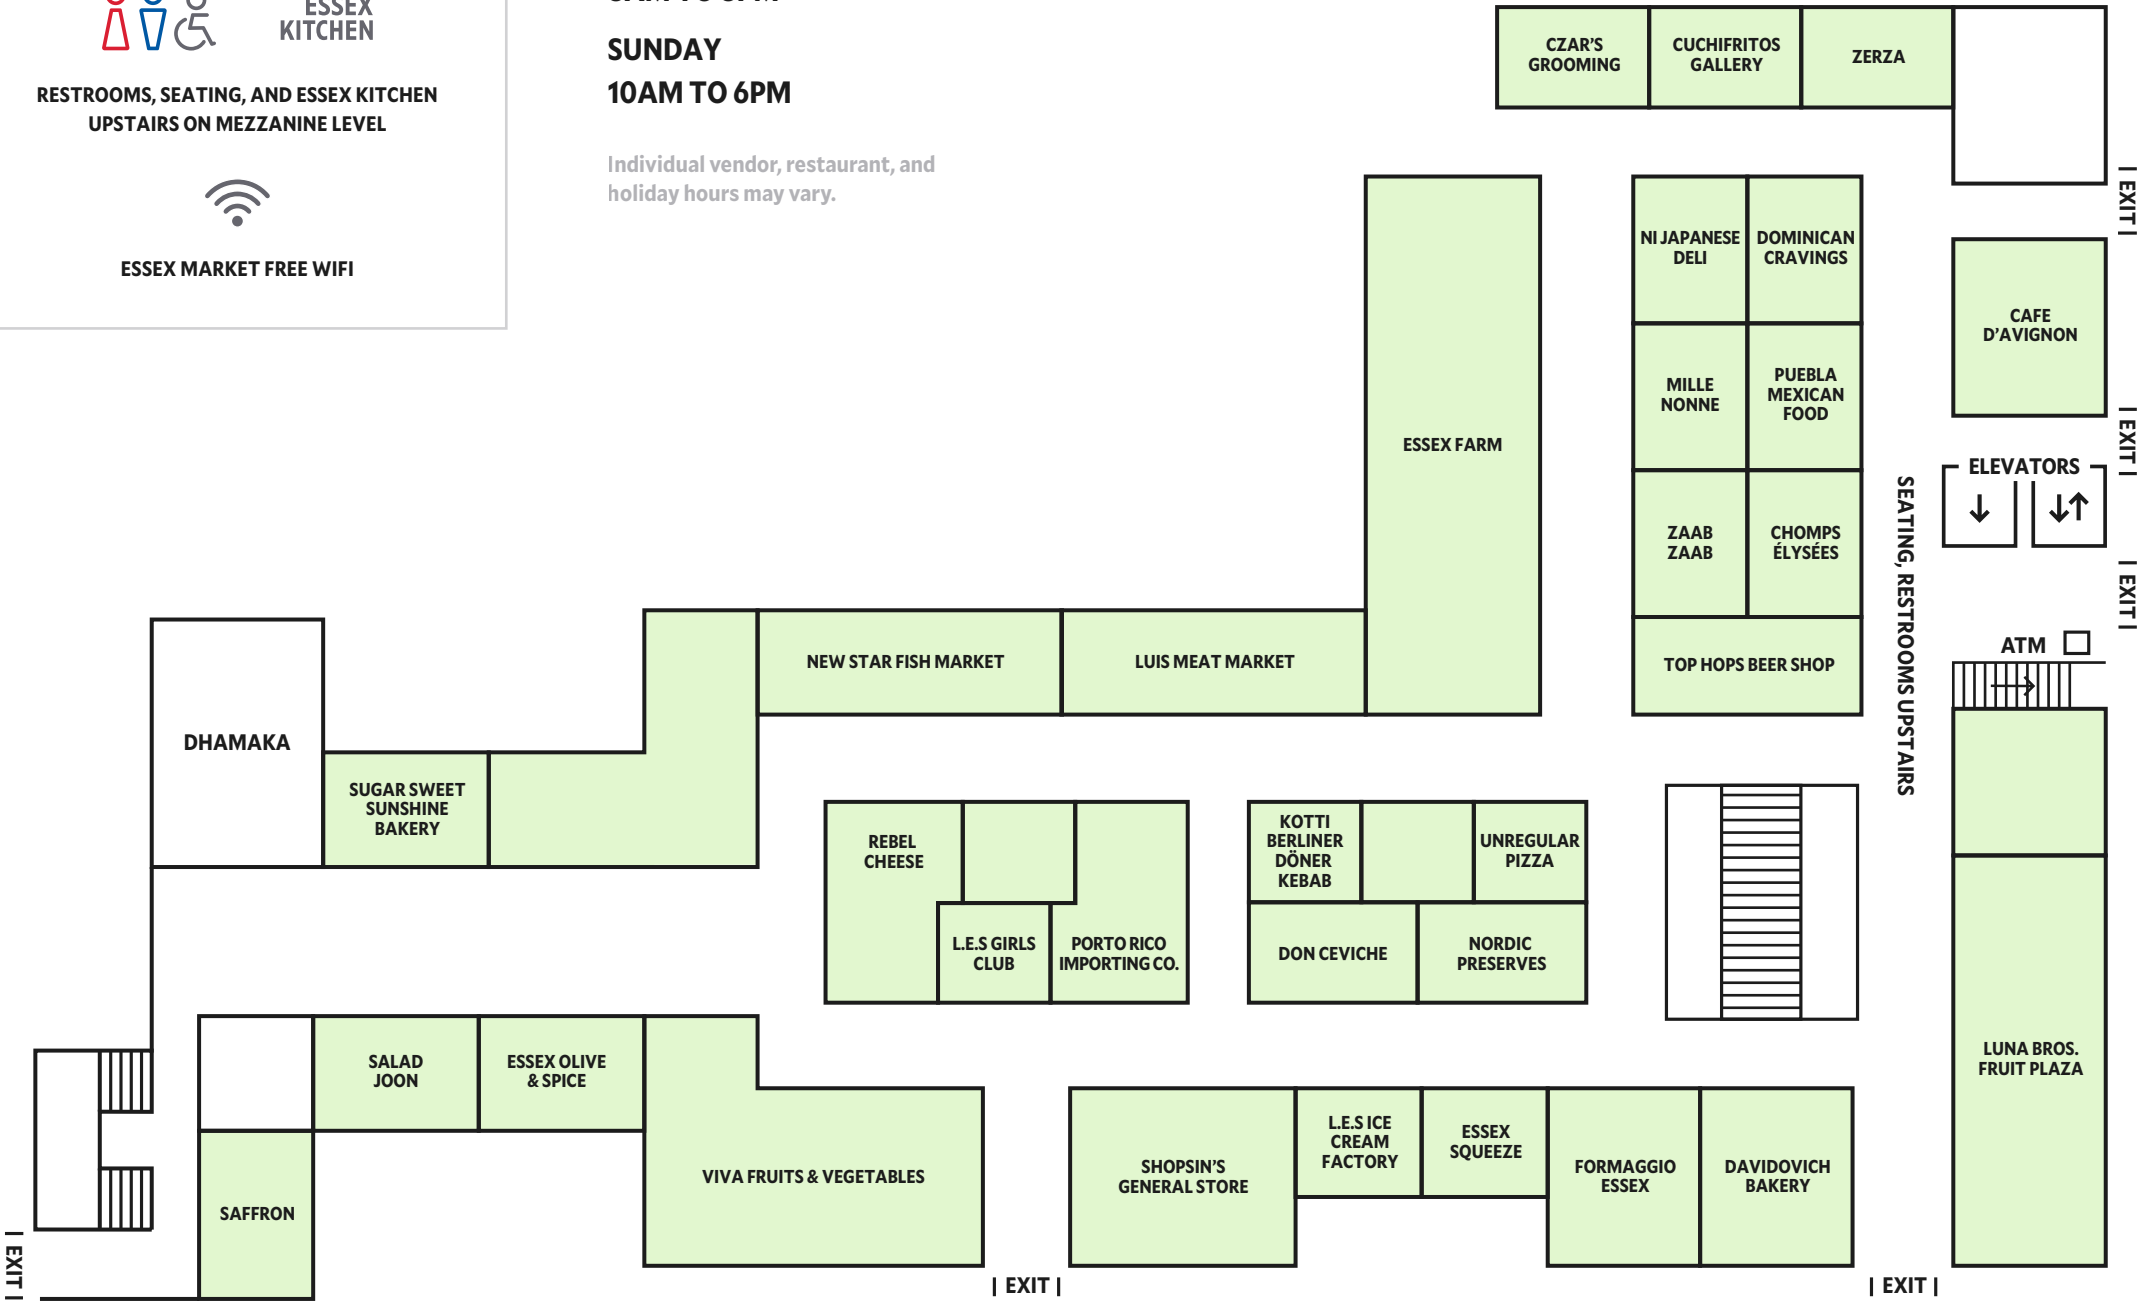 ESSEX
KITCHEN
RESTROOMS, SEATING, AND ESSEX KITCHEN
UPSTAIRS ON MEZZANINE LEVEL
ESSEX MARKET FREE WIFI
SUNDAY
10AM TO 6PM
Individual vendor, restaurant, and
holiday hours may vary.
CZAR'S
GROOMING
CUCHIFRITOS
GALLERY
ZERZA
EXIT
NI JAPANESE
DELI
DOMINICAN
CRAVINGS
CAFE
D'AVIGNON
MILLE
NONNE
PUEBLA
MEXICAN
FOOD
ESSEX FARM
EXIT
ELEVATORS
ZAAB
ZAAB
CHOMPS
ÉLYSÉES
SEATING, RESTROOMS UPSTAIRS
EXIT
ATM
NEW STAR FISH MARKET
LUIS MEAT MARKET
TOP HOPS BEER SHOP
DHAMAKA
SUGAR SWEET
SUNSHINE
BAKERY
REBEL
CHEESE
KOTTI
BERLINER
DÖNER
KEBAB
UNREGULAR
PIZZA
L.E.S GIRLS
CLUB
PORTO RICO
IMPORTING CO.
DON CEVICHE
NORDIC
PRESERVES
SALAD
JOON
ESSEX OLIVE
& SPICE
LUNA BROS.
FRUIT PLAZA
VIVA FRUITS & VEGETABLES
SHOPSIN'S
GENERAL STORE
L.E.S ICE
CREAM
FACTORY
ESSEX
SQUEEZE
FORMAGGIO
ESSEX
DAVIDOVICH
BAKERY
SAFFRON
EXIT
EXIT
EXIT